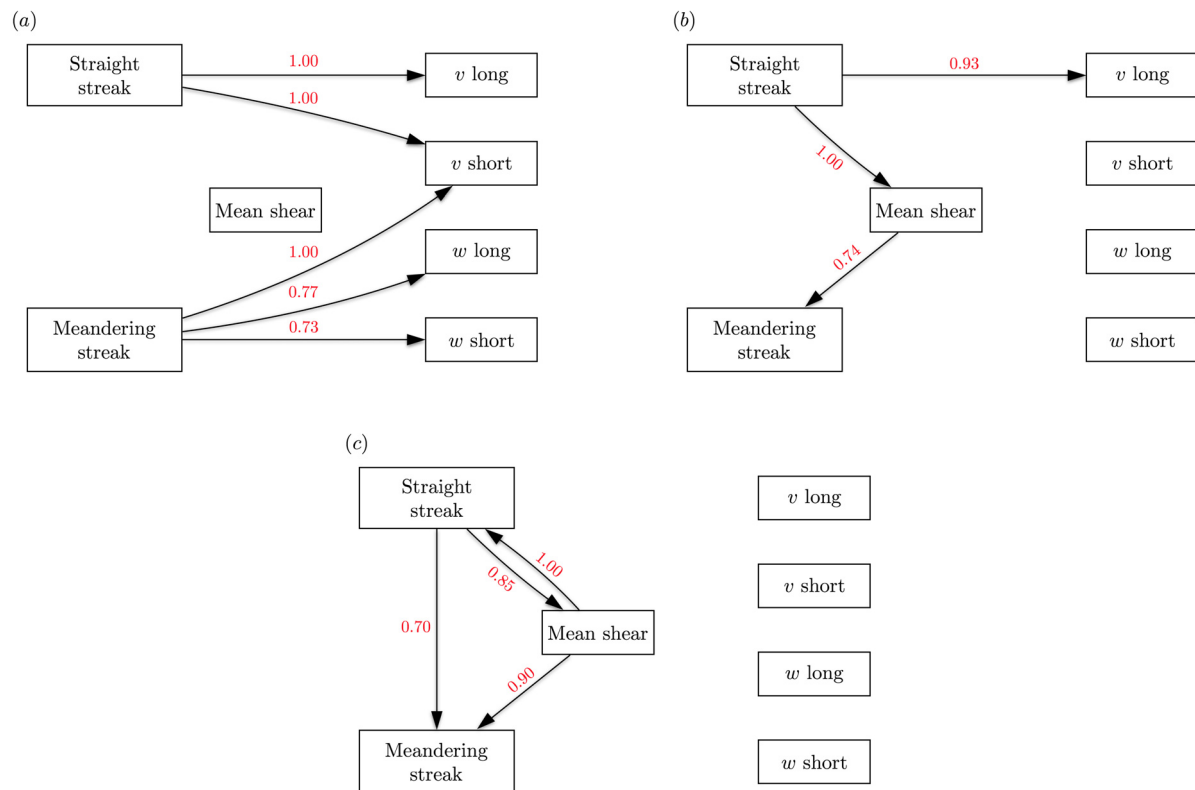 (a)
Straight
streak
1.00
v long
1.00
v short
Mean shear
1.00
w long
0.77
Meandering
streak
0.73
w short
(b)
Straight
streak
0.93
v long
1.00
v short
Mean shear
0.74
w long
Meandering
streak
w short
(c)
Straight
streak
v long
1.00
0.85
v short
0.70
Mean shear
0.90
w long
Meandering
streak
w short